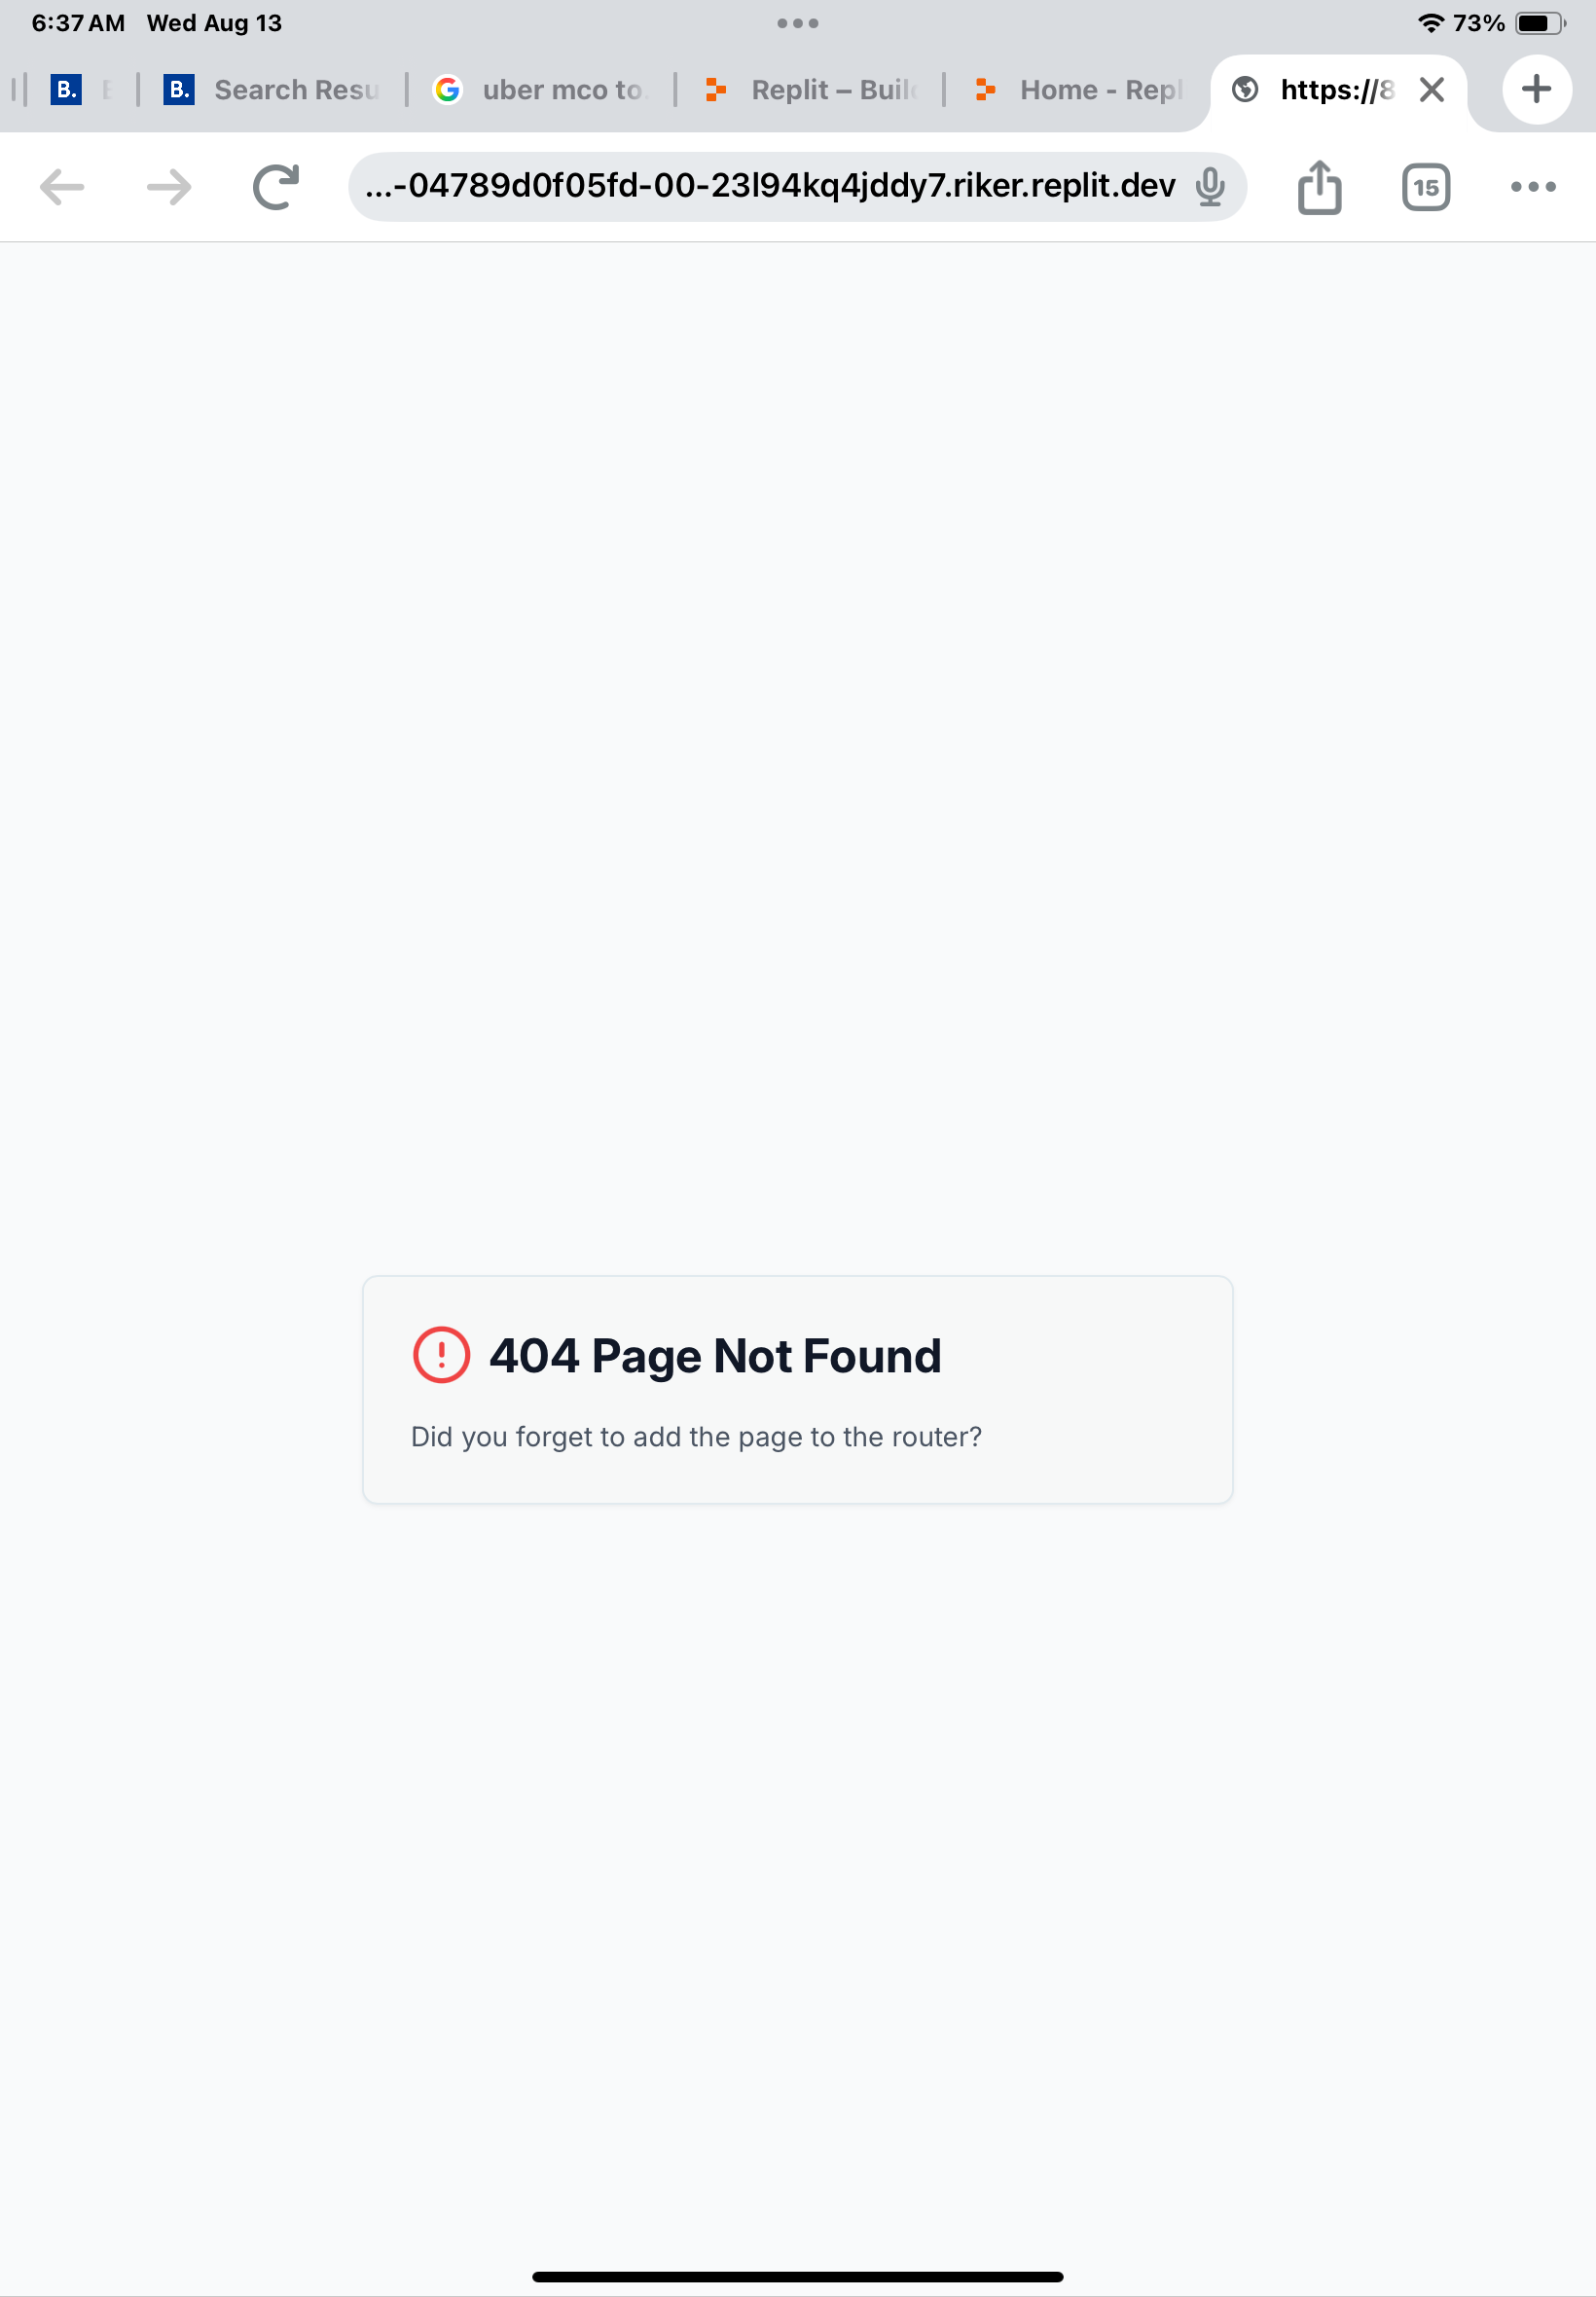 6:37 AM Wed Aug 13
73%
B.
B. Search Resu
uber mco to
Replit – Buil
Home - Repl
https://8
...-04789d0f05fd-00-23l94kq4jddy7.riker.replit.dev
15
404 Page Not Found
Did you forget to add the page to the router?